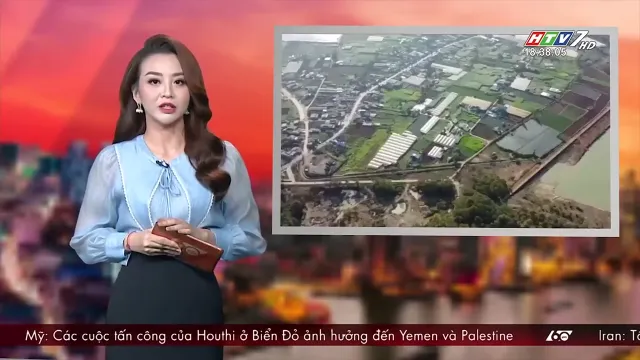 HTV7 HD
18:38:05
Mỹ: Các cuộc tấn công của Houthi ở Biển Đỏ ảnh hưởng đến Yemen và Palestine
60
Iran: